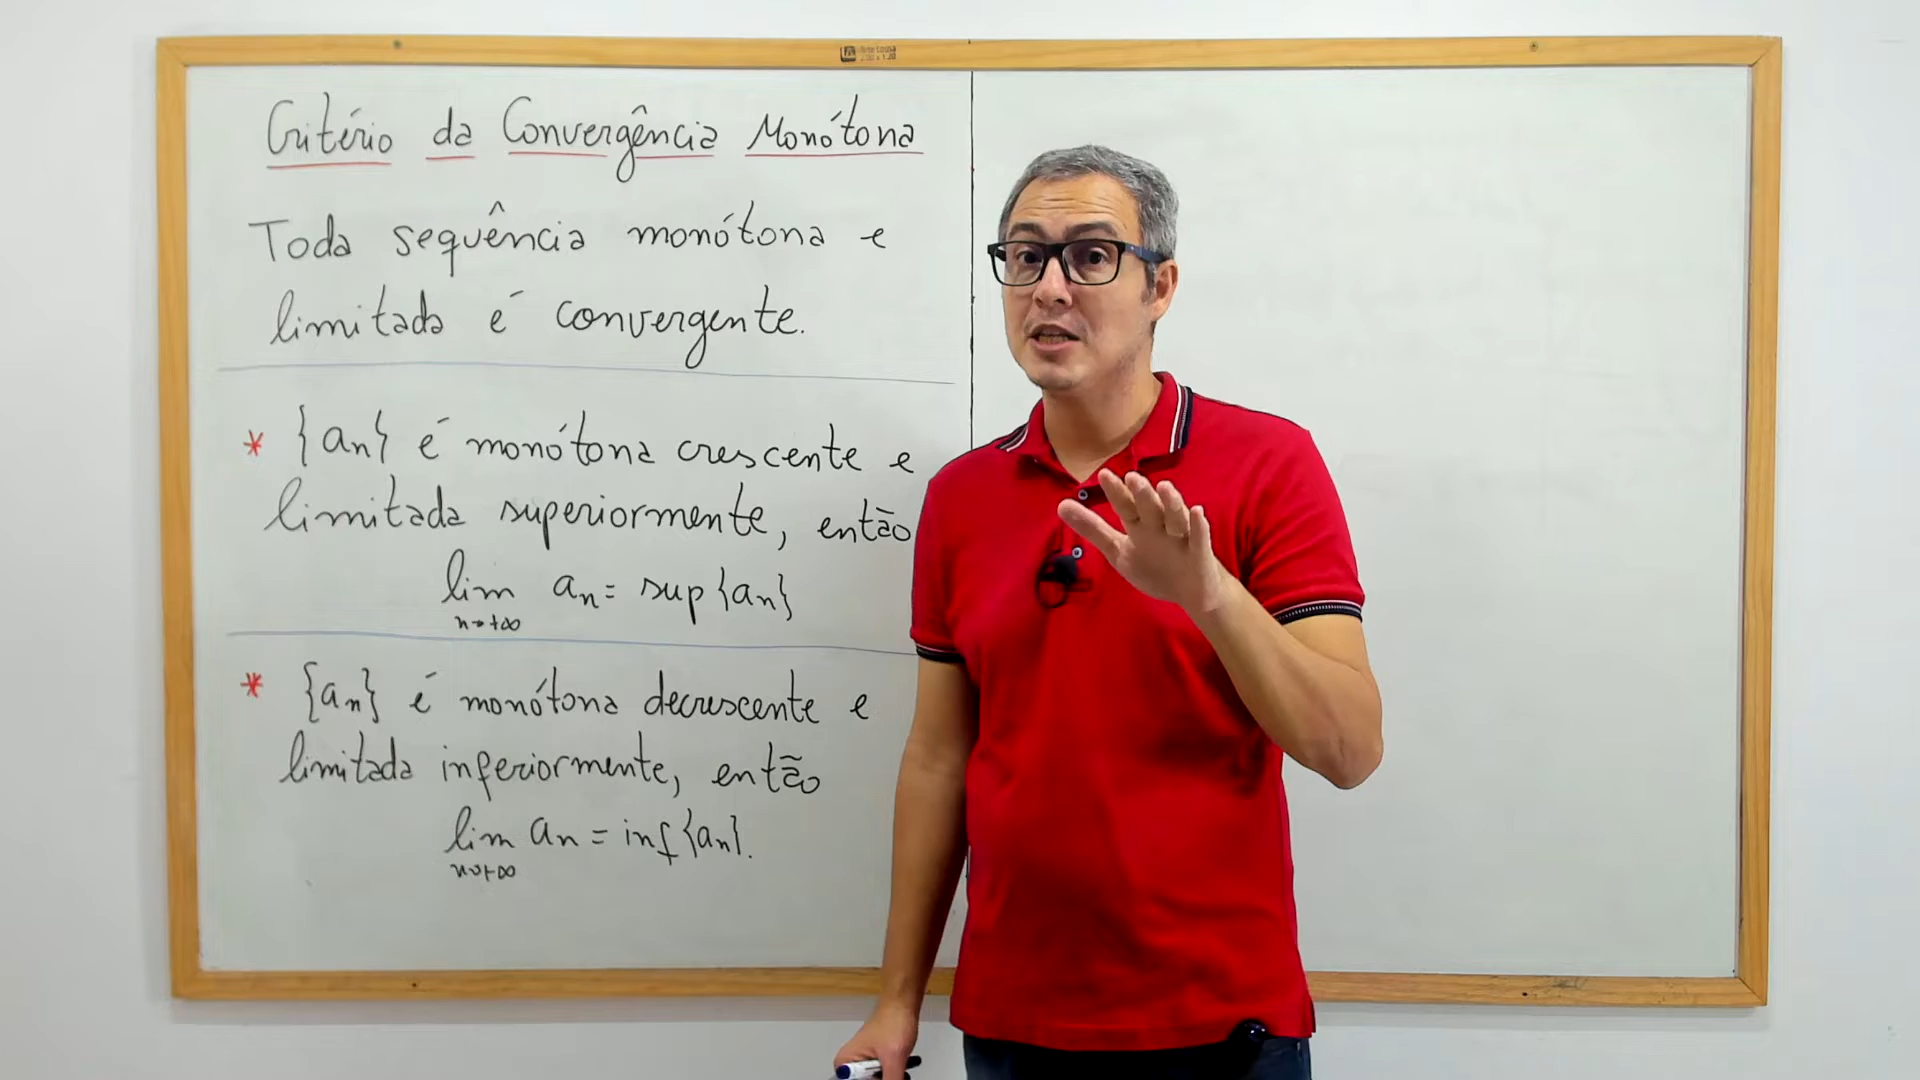 Critério da Convergência Monótona
Toda sequência monótona e
limitada é convergente.
* {an} é monótona crescente e
limitada superiormente, então
lim an = sup{an}
n→+∞
* {an} é monótona decrescente e
limitada inferiormente, então
lim an = inf{an}.
n→+∞